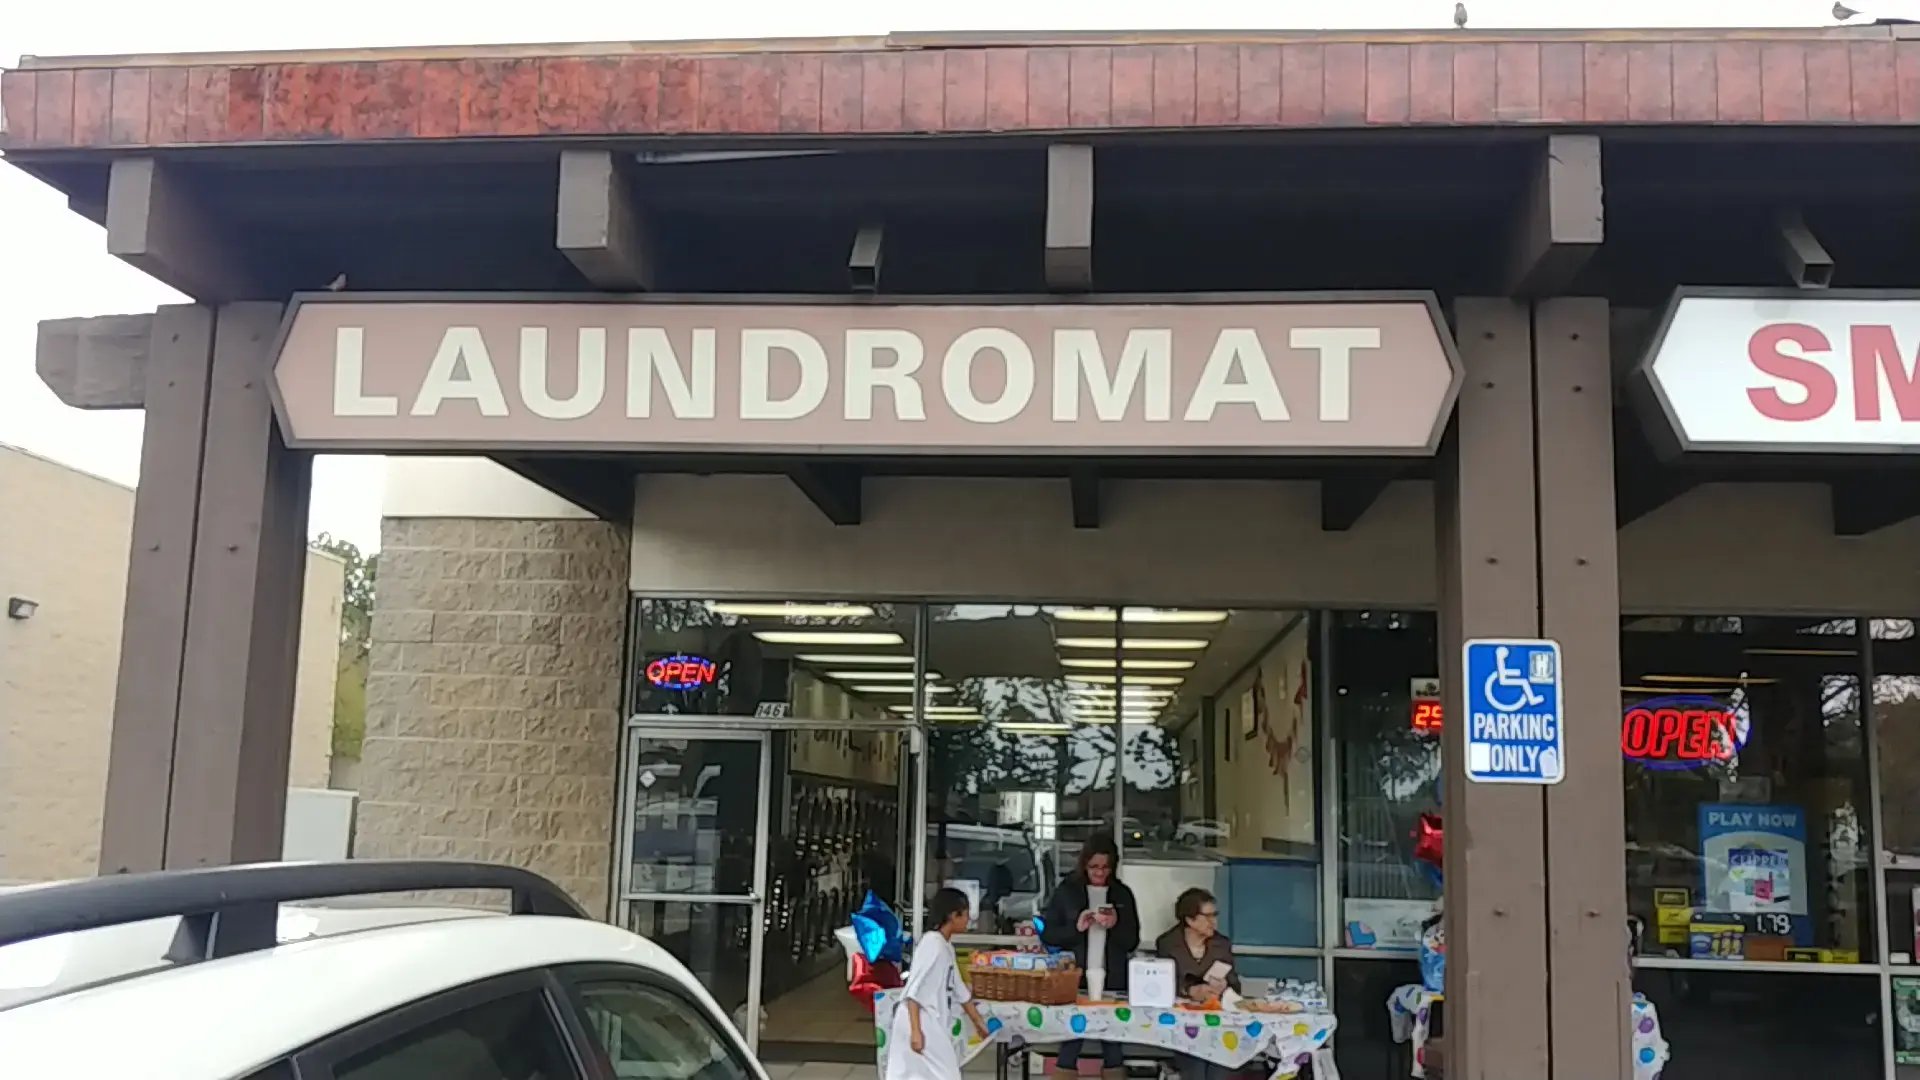 LAUNDROMAT
SM
OPEN
OPEN
PARKING
ONLY
PLAY NOW
1.79